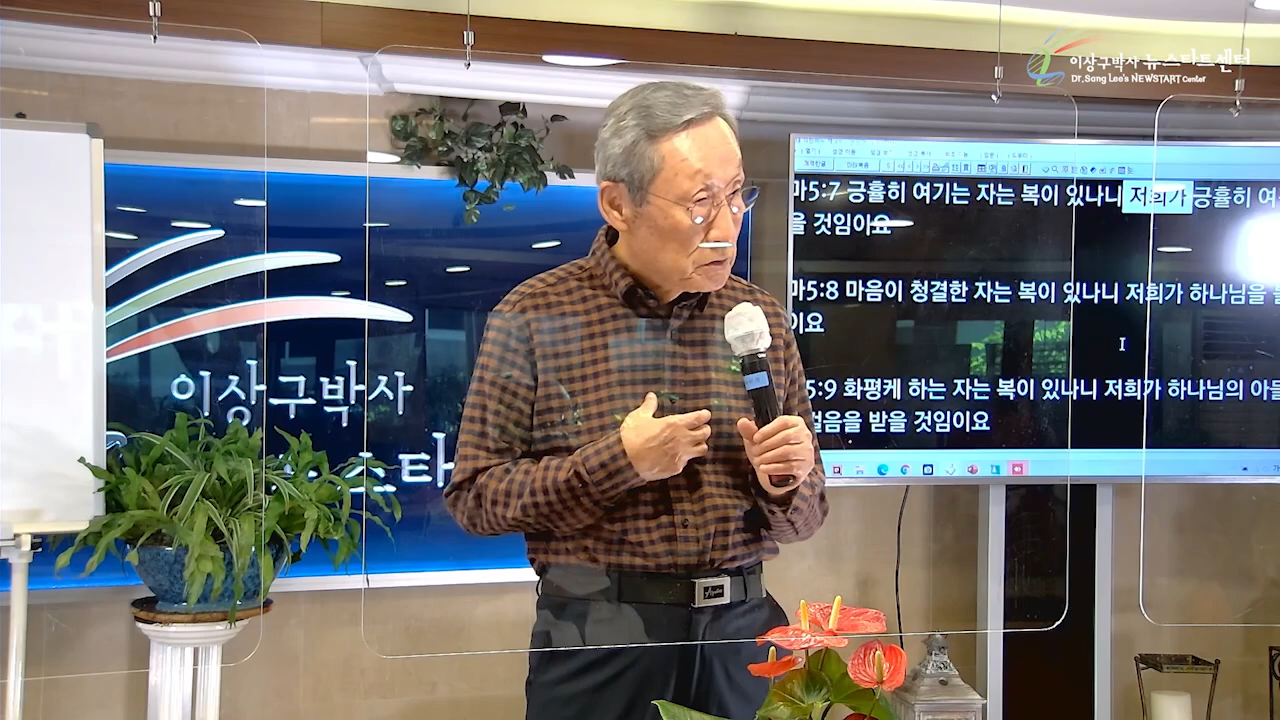 이상구박사 뉴스타트센터
Dr. Sang Lee's NEWSTART Center
마5:7 긍휼히 여기는 자는 복이 있나니 저희가 긍휼히 여
을 것임이요
마5:8 마음이 청결한 자는 복이 있나니 저희가 하나님을
이요
5:9 화평케 하는 자는 복이 있나니 저희가 하나님의 아들
걸음을 받을 것임이요
이상구박사
스타